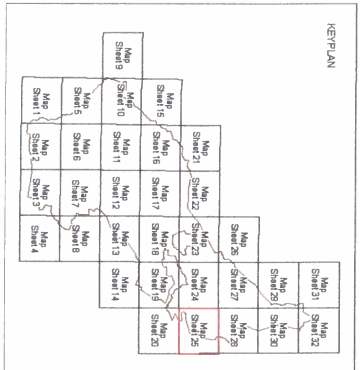 KEYPLAN
Map Map
Sheet 31 Sheet 32
Map Map
Sheet 29 Sheet 30
Map Map Map
Sheet 26 Sheet 27 Sheet 28
Map Map Map Map Map
Sheet 21 Sheet 22 Sheet 23 Sheet 24 Sheet 25
Map Map Map Map Map Map
Sheet 15 Sheet 16 Sheet 17 Sheet 18 Sheet 19 Sheet 20
Map Map Map Map Map Map
Sheet 9 Sheet 10 Sheet 11 Sheet 12 Sheet 13 Sheet 14
Map Map Map Map
Sheet 5 Sheet 6 Sheet 7 Sheet 8
Map Map Map Map
Sheet 1 Sheet 2 Sheet 3 Sheet 4